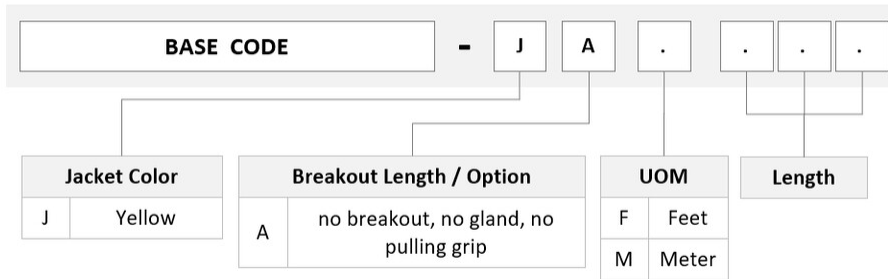 BASE CODE - J A . . . .
Jacket Color
J Yellow
Breakout Length / Option
A no breakout, no gland, no
pulling grip
UOM
F Feet
M Meter
Length